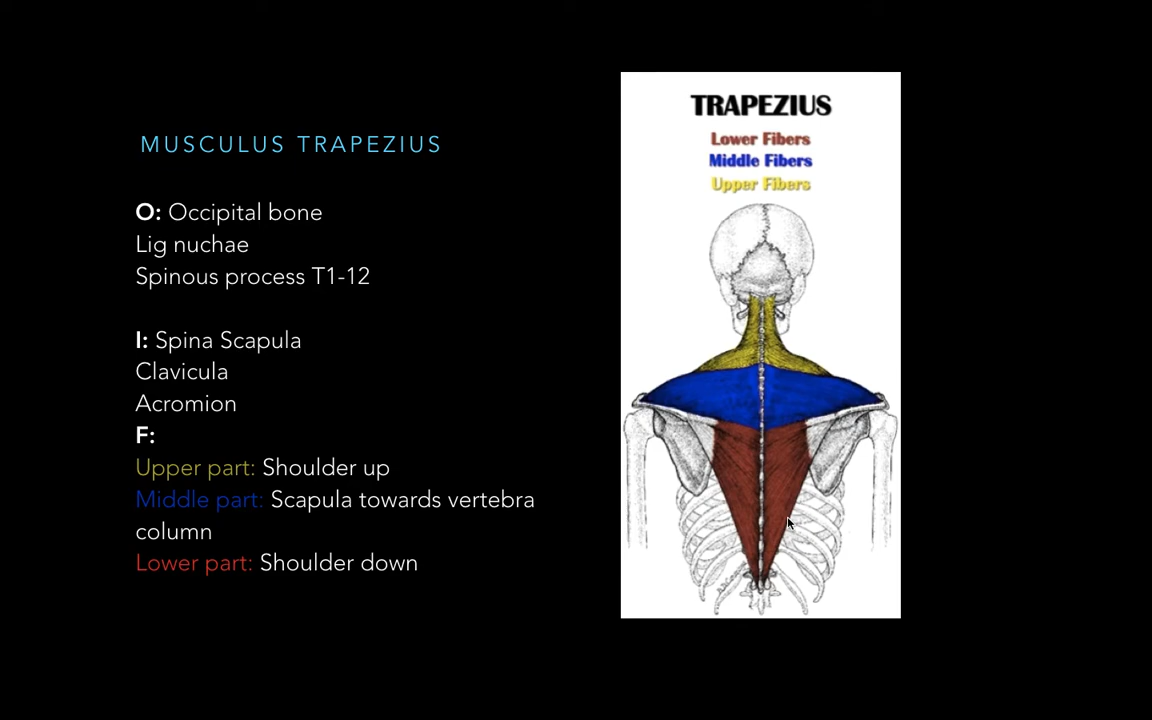 MUSCULUS TRAPEZIUS
O: Occipital bone
Lig nuchae
Spinous process T1-12
I: Spina Scapula
Clavicula
Acromion
F:
Upper part: Shoulder up
Middle part: Scapula towards vertebra
column
Lower part: Shoulder down
TRAPEZIUS
Lower Fibers
Middle Fibers
Upper Fibers